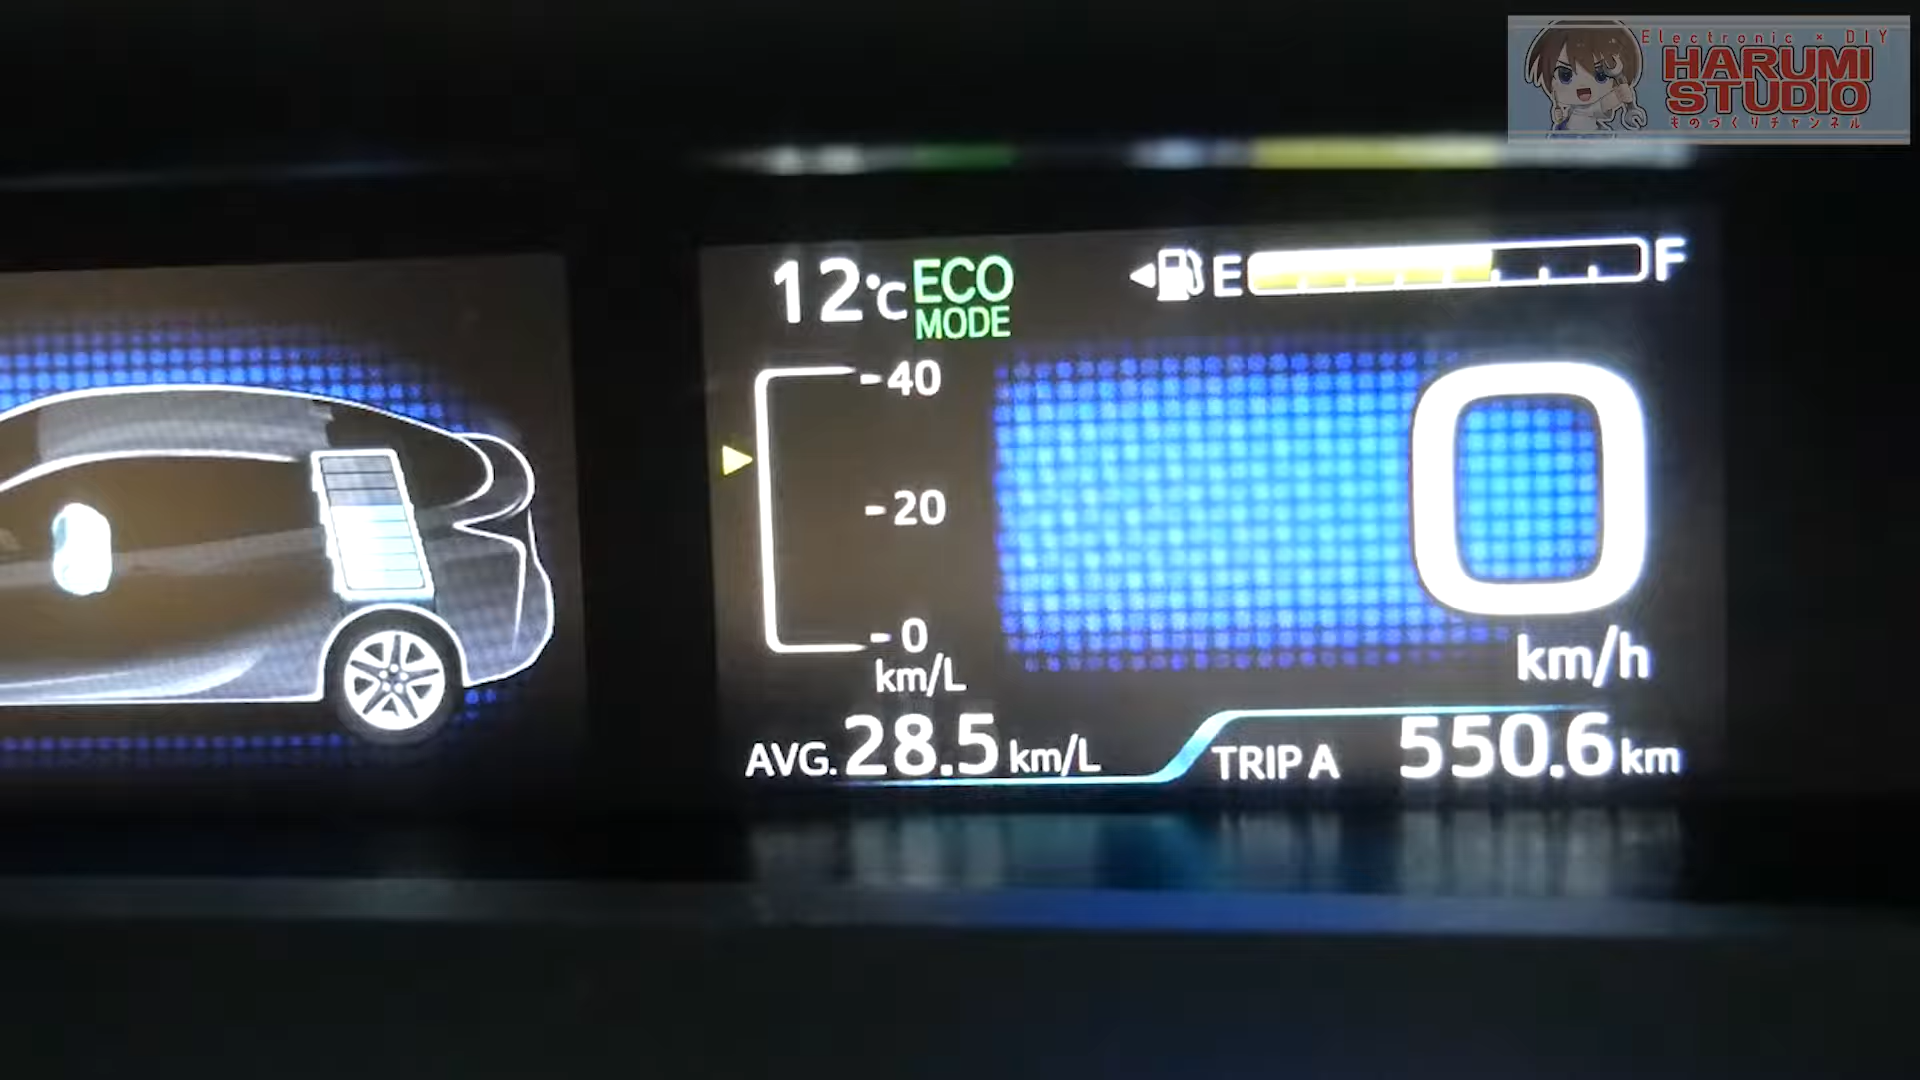 Electronic × DIY
HARUMI
STUDIO
ものづくりチャンネル
12℃ ECO MODE
E F
-40
-20
-0
km/L
0
km/h
AVG. 28.5 km/L
TRIP A 550.6 km